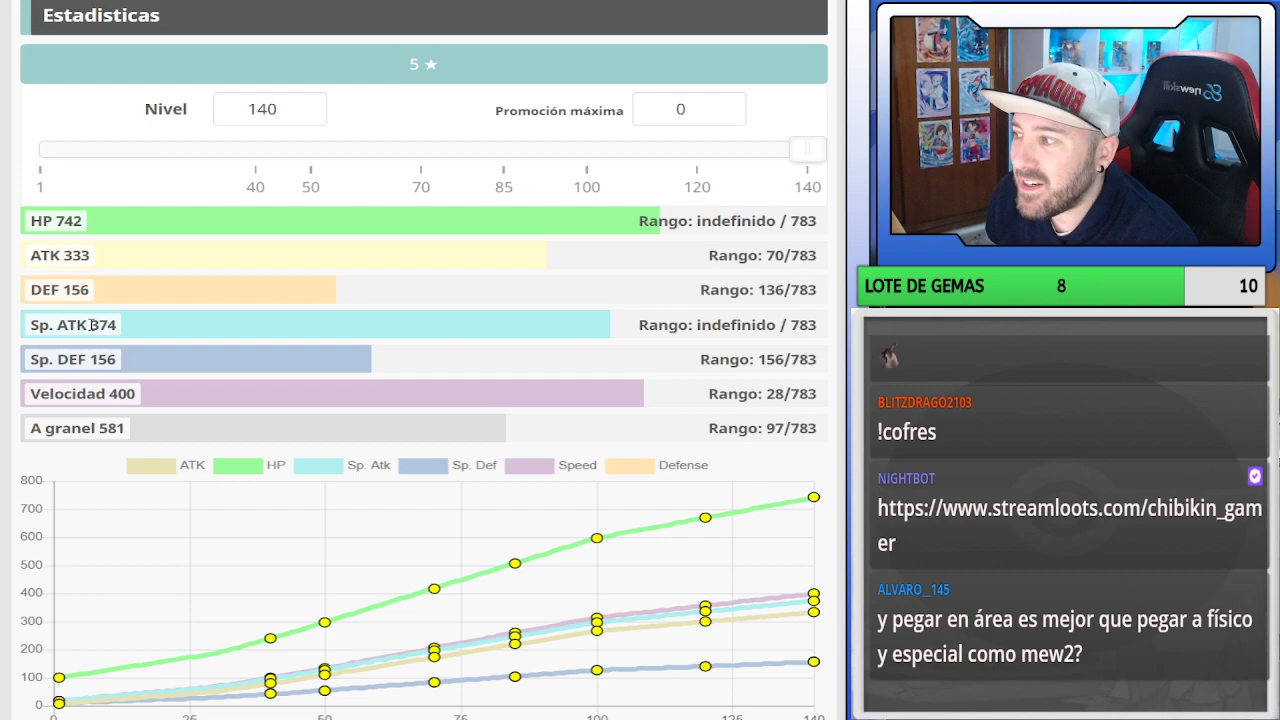 Estadisticas
5 ★
Nivel 140 Promoción máxima 0
1 40 50 70 85 100 120 140
HP 742 Rango: indefinido / 783
ATK 333 Rango: 70/783
DEF 156 Rango: 136/783
Sp. ATK 374 Rango: indefinido / 783
Sp. DEF 156 Rango: 156/783
Velocidad 400 Rango: 28/783
A granel 581 Rango: 97/783
ATK HP Sp. Atk Sp. Def Speed Defense
800
700
600
500
400
300
200
100
0
0 25 50 75 100 125 140
newskill
LOTE DE GEMAS 8 10
BLITZDRAGO2103
!cofres
NIGHTBOT
https://www.streamloots.com/chibikin_gam
er
ALVARO_145
y pegar en área es mejor que pegar a físico
y especial como mew2?